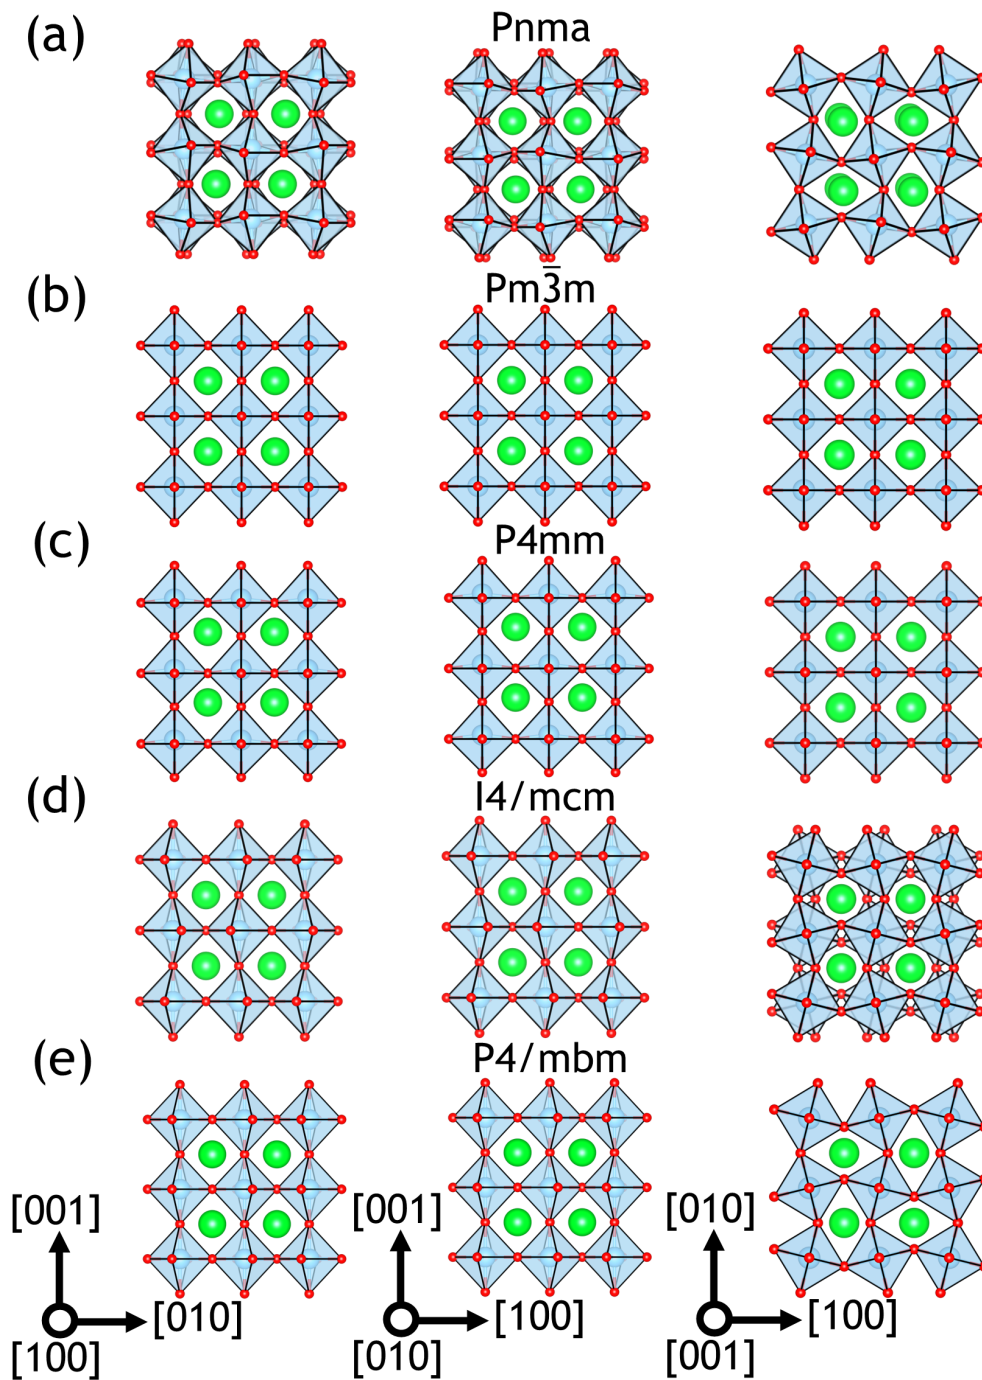 (a)
Pnma
(b)
Pm3̅m
(c)
P4mm
(d)
I4/mcm
(e)
P4/mbm
[001]
[010]
[100]
[001]
[100]
[010]
[010]
[100]
[001]